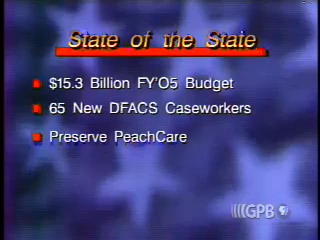 State of the State
$15.3 Billion FY'05 Budget
65 New DFACS Caseworkers
Preserve PeachCare
GPB